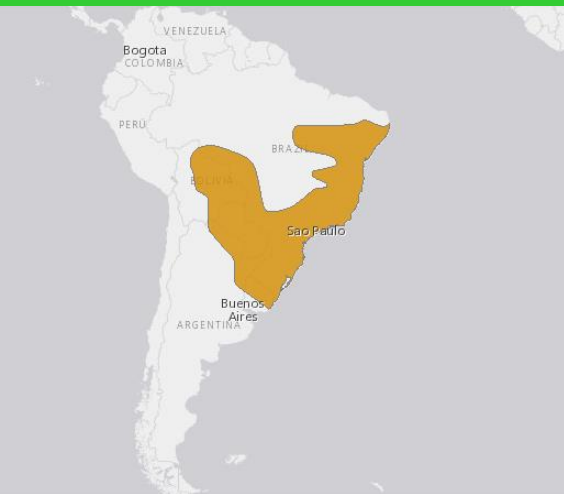 VENEZUELA
Bogota
COLOMBIA
PERU
BRAZIL
BOLIVIA
Sao Paulo
Buenos
Aires
ARGENTINA